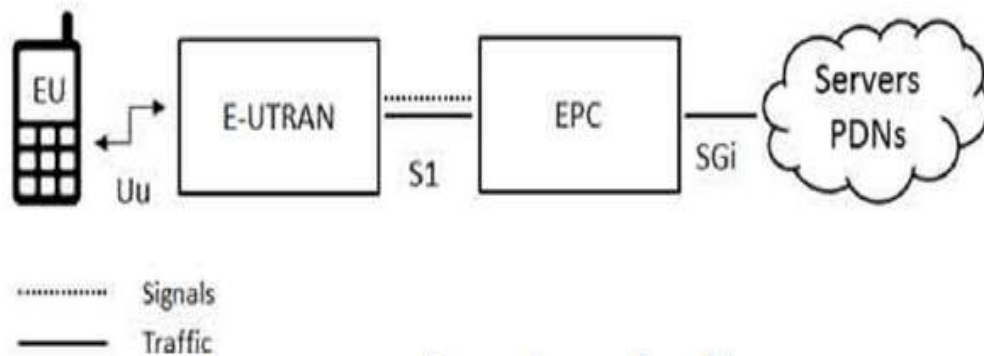 EU
E-UTRAN
EPC
Servers
PDNs
Uu
S1
SGi
Signals
Traffic